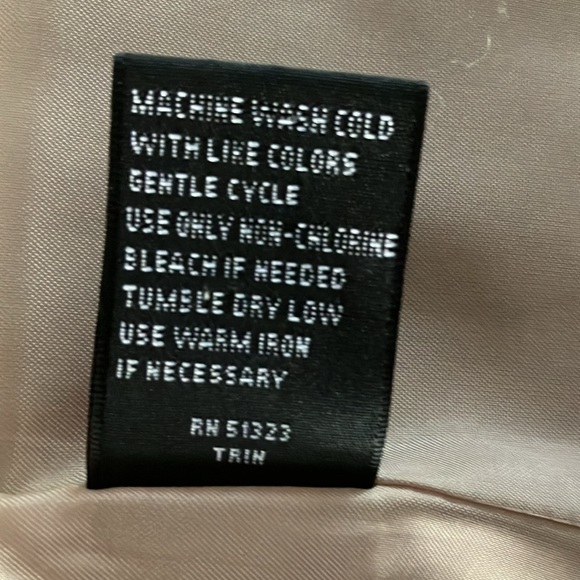 MACHINE WASH COLD
WITH LIKE COLORS
GENTLE CYCLE
USE ONLY NON-CHLORINE
BLEACH IF NEEDED
TUMBLE DRY LOW
USE WARM IRON
IF NECESSARY
RN 51323
TRIN